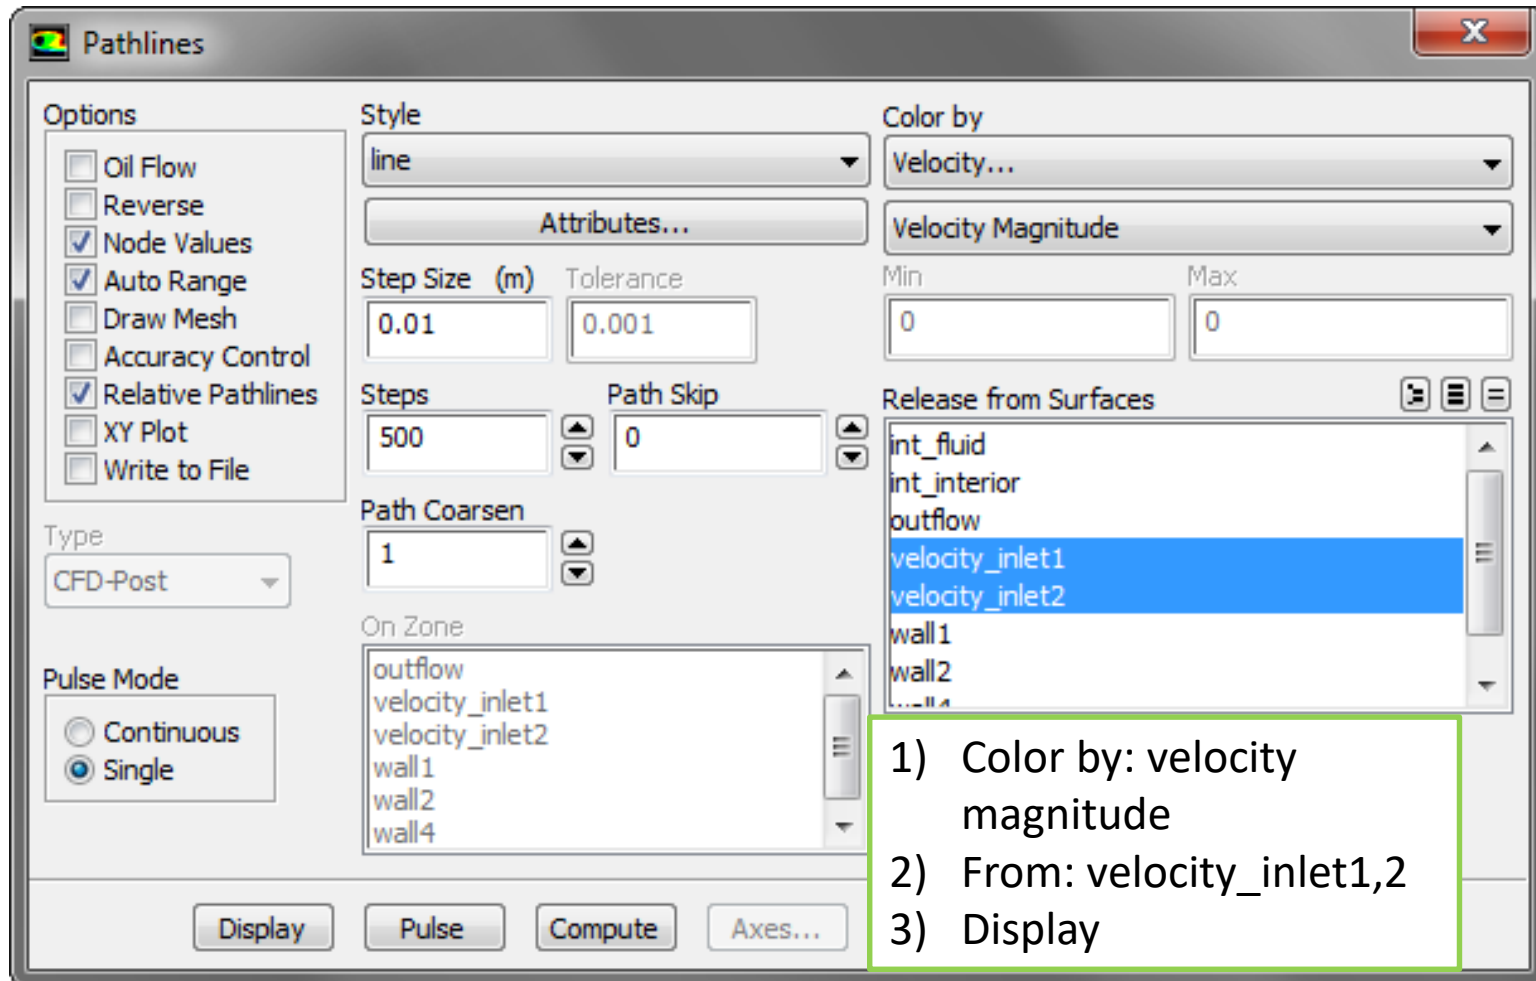 Pathlines
Options
Oil Flow
Reverse
Node Values
Auto Range
Draw Mesh
Accuracy Control
Relative Pathlines
XY Plot
Write to File
Type
CFD-Post
Pulse Mode
Continuous
Single
Style
line
Attributes...
Step Size (m) Tolerance
0.01 0.001
Steps Path Skip
500 0
Path Coarsen
1
On Zone
outflow
velocity_inlet1
velocity_inlet2
wall1
wall2
wall4
Color by
Velocity...
Velocity Magnitude
Min Max
0 0
Release from Surfaces
int_fluid
int_interior
outflow
velocity_inlet1
velocity_inlet2
wall1
wall2
1) Color by: velocity
magnitude
2) From: velocity_inlet1,2
3) Display
Display Pulse Compute Axes...